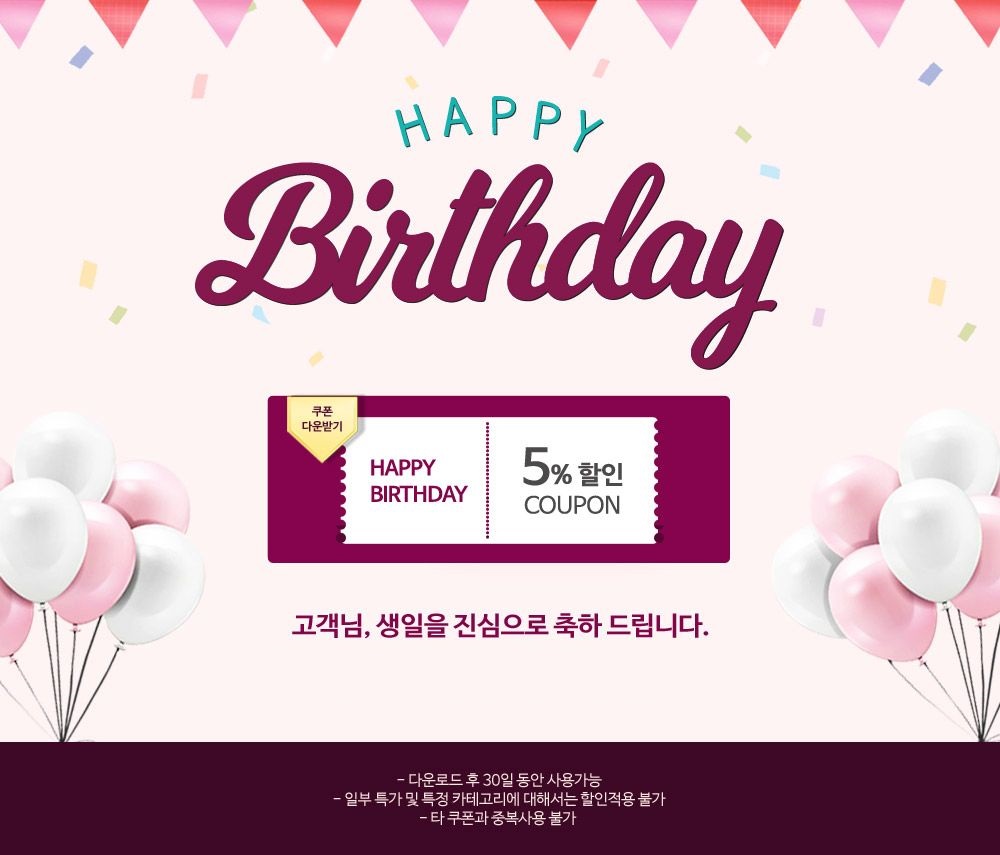 HAPPY
Birthday
쿠폰
다운받기
HAPPY
BIRTHDAY
5% 할인
COUPON
고객님, 생일을 진심으로 축하 드립니다.
- 다운로드 후 30일 동안 사용가능
- 일부 특가 및 특정 카테고리에 대해서는 할인적용 불가
- 타 쿠폰과 중복사용 불가